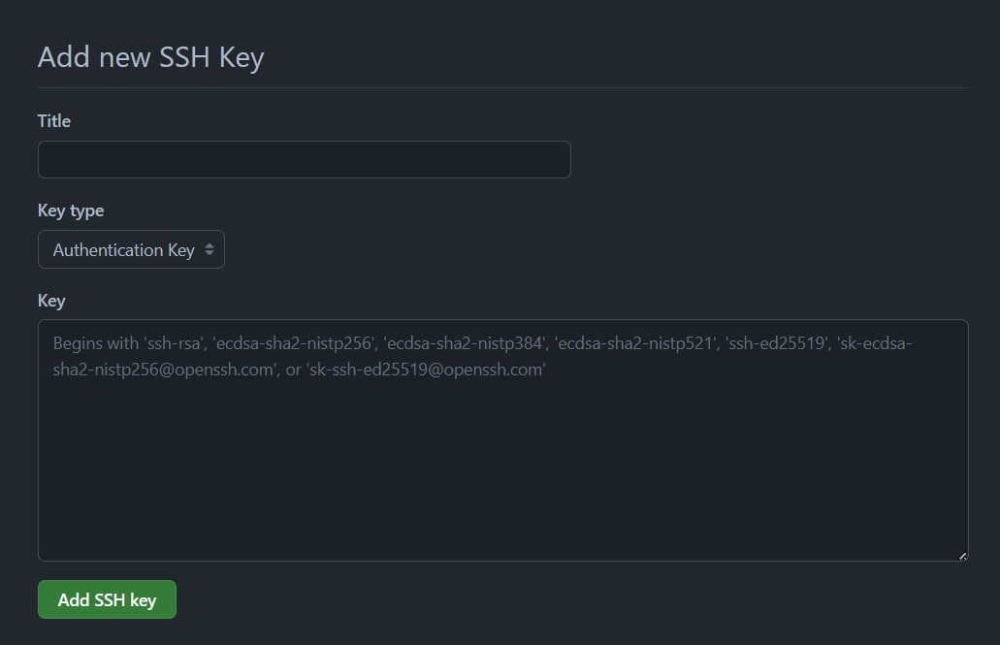 Add new SSH Key
Title
Key type
Authentication Key
Key
Begins with 'ssh-rsa', 'ecdsa-sha2-nistp256', 'ecdsa-sha2-nistp384', 'ecdsa-sha2-nistp521', 'ssh-ed25519', 'sk-ecdsa-
sha2-nistp256@openssh.com', or 'sk-ssh-ed25519@openssh.com'
Add SSH key